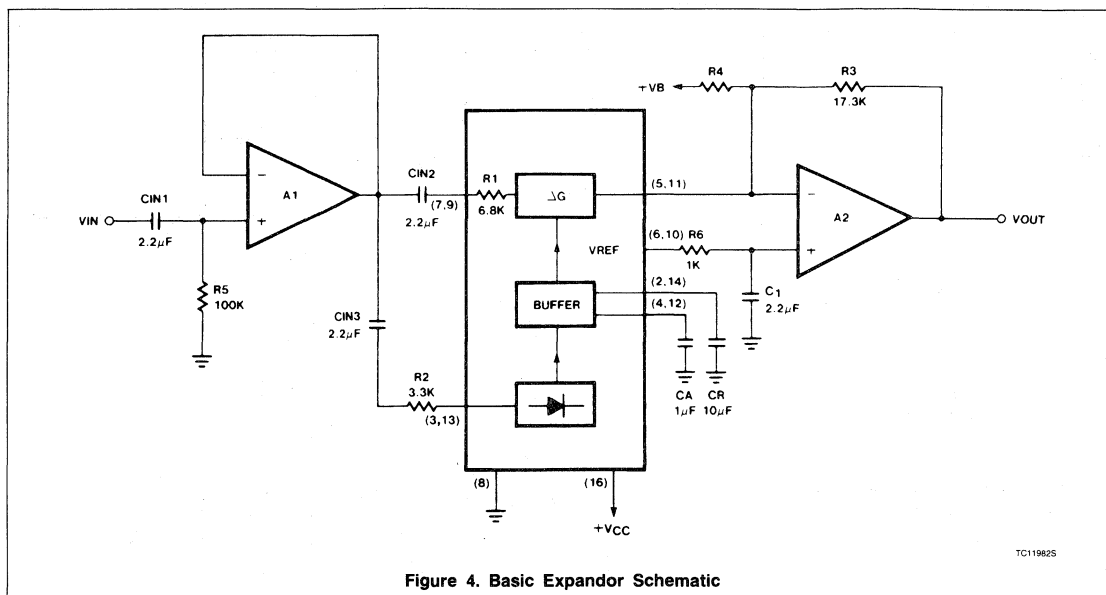 R4
R3
+VB
17.3K
−
A1
+
CIN1
VIN
2.2µF
R5
100K
CIN2
(7,9)
2.2µF
R1
6.8K
ΔG
(5,11)
−
A2
+
VOUT
(6,10) R6
VREF
1K
(2,14)
BUFFER
(4,12)
C1
2.2µF
CIN3
2.2µF
R2
3.3K
(3,13)
CA CR
1µF 10µF
(8)
(16)
+VCC
TC11982S
Figure 4. Basic Expandor Schematic